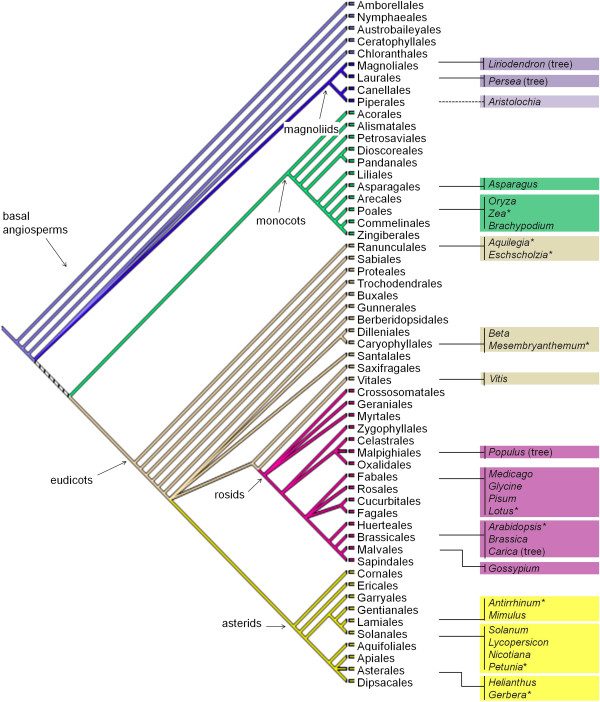 Amborellales
Nymphaeales
Austrobaileyales
Ceratophyllales
Chloranthales
Magnoliales
Liriodendron (tree)
Laurales
Persea (tree)
Canellales
Piperales
Aristolochia
magnoliids
Acorales
Alismatales
Petrosaviales
Dioscoreales
Pandanales
Liliales
Asparagales
Asparagus
Arecales
Poales
Oryza
Zea*
Brachypodium
monocots
Commelinales
Zingiberales
basal
angiosperms
Ranunculales
Aquilegia*
Eschscholzia*
Sabiales
Proteales
Trochodendrales
Buxales
Gunnerales
Berberidopsidales
Dilleniales
Caryophyllales
Beta
Mesembryanthemum*
Santalales
Saxifragales
Vitales
Vitis
Crossosomatales
Geraniales
Myrtales
Zygophyllales
Celastrales
Malpighiales
Populus (tree)
Oxalidales
eudicots
rosids
Fabales
Medicago
Glycine
Pisum
Lotus*
Rosales
Cucurbitales
Fagales
Huerteales
Brassicales
Arabidopsis*
Brassica
Carica (tree)
Malvales
Gossypium
Sapindales
Cornales
Ericales
Garryales
Gentianales
Lamiales
Antirrhinum*
Mimulus
asterids
Solanales
Solanum
Lycopersicon
Nicotiana
Petunia*
Aquifoliales
Apiales
Asterales
Helianthus
Gerbera*
Dipsacales